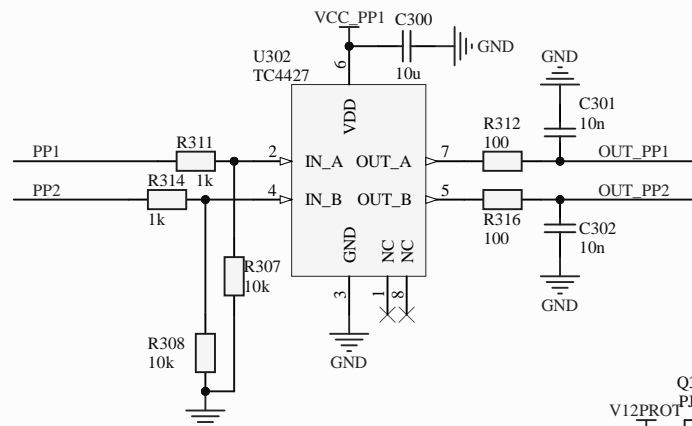 VCC_PP1
C300
10u
GND
U302
TC4427
6
VDD
GND
C301
10n
PP1
R311
1k
2
IN_A
OUT_A
7
R312
100
OUT_PP1
PP2
R314
1k
4
IN_B
OUT_B
5
R316
100
OUT_PP2
C302
10n
GND
GND
NC
NC
3
1
8
R307
10k
GND
R308
10k
Q3
PJ
V12PROT